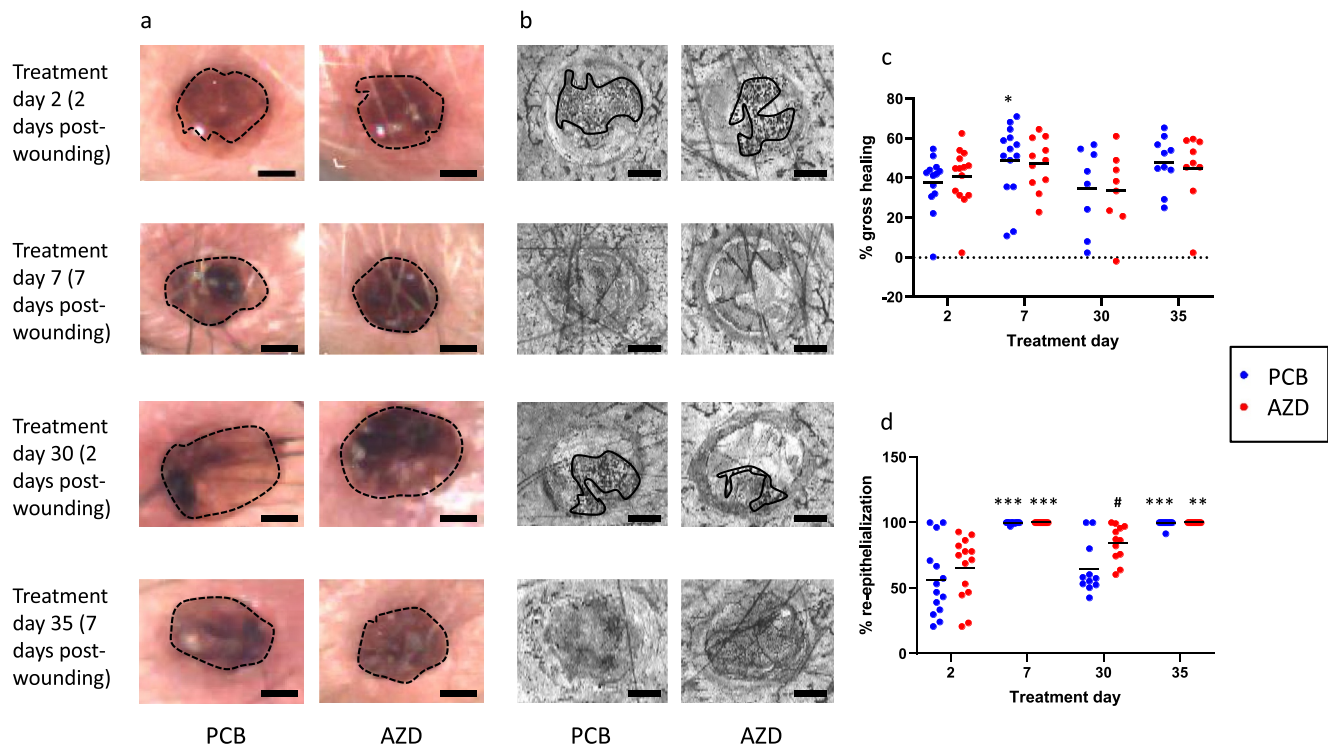 a
b
Treatment
day 2 (2
days post-
wounding)
Treatment
day 7 (7
days post-
wounding)
Treatment
day 30 (2
days post-
wounding)
Treatment
day 35 (7
days post-
wounding)
PCB
AZD
PCB
AZD
c
% gross healing
80
60
40
20
0
-20
*
2
7
30
35
Treatment day
PCB
AZD
d
% re-epithelialization
150
100
50
0
*** *** # *** **
2
7
30
35
Treatment day